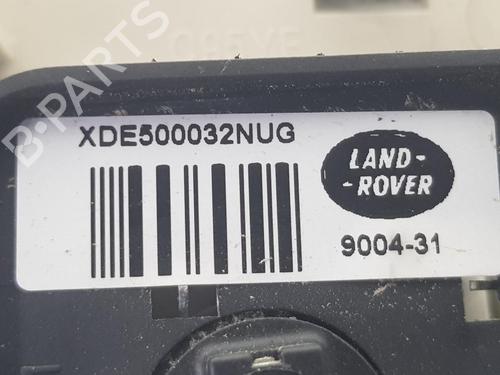 B-PARTS
XDE500032NUG
LAND-
-ROVER
9004-31